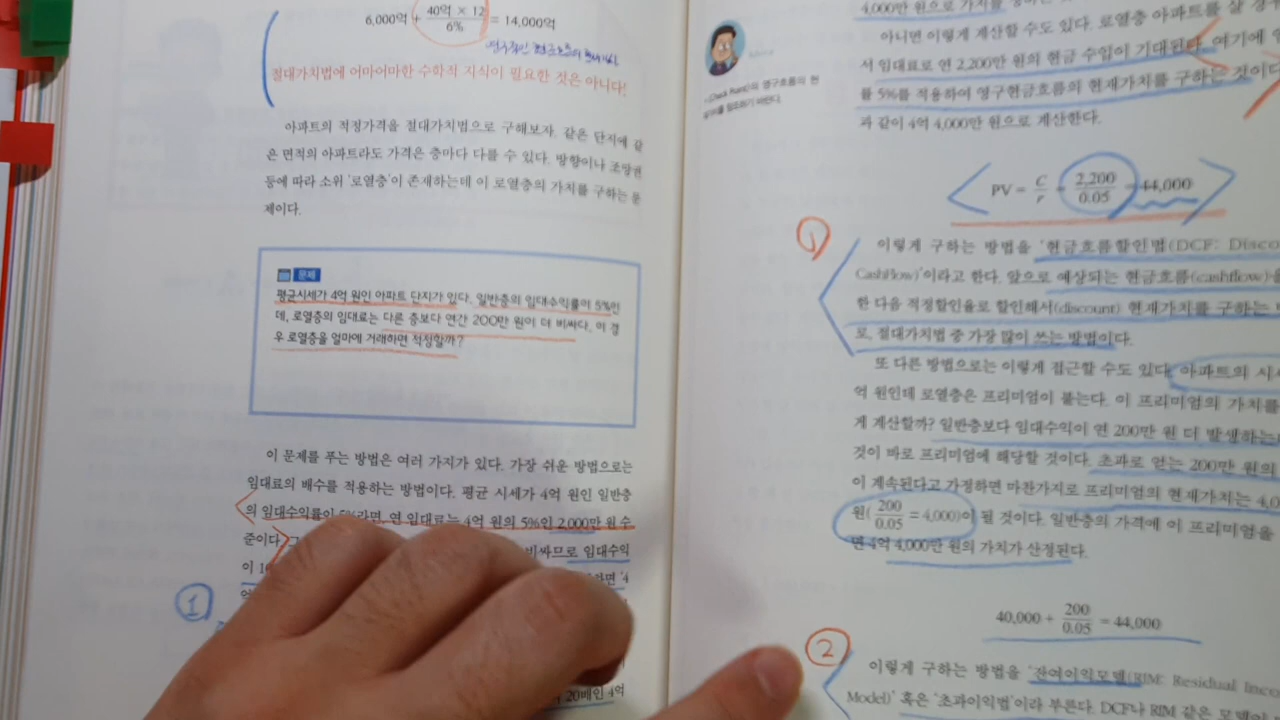 6,000억 + 40억 × 12 / 6% = 14,000억
절대가치법에 어마어마한 수학적 지식이 필요한 것은 아니다!
아파트의 적정가격을 절대가치법으로 구해보자. 같은 단지에 같
은 면적의 아파트라도 가격은 층마다 다를 수 있다. 방향이나 조망권
등에 따라 소위 '로열층'이 존재하는데 이 로열층의 가치를 구하는 문
제이다.
문제
평균시세가 4억 원인 아파트 단지가 있다. 일반층의 임대수익률이 5%인
데, 로열층의 임대료는 다른 층보다 연간 200만 원이 더 비싸다. 이 경
우 로열층을 얼마에 거래하면 적정할까?
이 문제를 푸는 방법은 여러 가지가 있다. 가장 쉬운 방법으로는
임대료의 배수를 적용하는 방법이다. 평균 시세가 4억 원인 일반층
의 임대수익률이 5%라면, 연 임대료는 4억 원의 5%인 2,000만 원 수
준이다.
비싸므로 임대수익
이
하면 '4
1
20배인 4억
4,000만 원으로 가치를
아니면 이렇게 계산할 수도 있다. 로열층 아파트를 살 경우
서 임대료로 연 2,200만 원의 현금 수입이 기대된다. 여기에
률 5%를 적용하여 영구현금흐름의 현재가치를 구하는 것이다
과 같이 4억 4,000만 원으로 계산한다.
영구흐름의 현
참조하기 바란다.
PV = C / r = 2,200 / 0.05 = 44,000
1
이렇게 구하는 방법을 '현금흐름할인법(DCF: Disco
Cashflow)'이라고 한다. 앞으로 예상되는 현금흐름(cashflow)을
한 다음 적정할인율로 할인해서(discount) 현재가치를 구하는
로, 절대가치법 중 가장 많이 쓰는 방법이다.
또 다른 방법으로는 이렇게 접근할 수도 있다. 아파트의 시세
억 원인데 로열층은 프리미엄이 붙는다. 이 프리미엄의 가치를
게 계산할까? 일반층보다 임대수익이 연 200만 원 더 발생하는
것이 바로 프리미엄에 해당할 것이다. 초과로 얻는 200만 원의
이 계속된다고 가정하면 마찬가지로 프리미엄의 현재가치는 4,0
원( 200 / 0.05 = 4,000)이 될 것이다. 일반층의 가격에 이 프리미엄을
면 4억 4,000만 원의 가치가 산정된다.
40,000 + 200 / 0.05 = 44,000
2
이렇게 구하는 방법을 '잔여이익모델(RIM: Residual Inco
Model)' 혹은 '초과이익법'이라 부른다. DCF나 RIM 같은 모델이